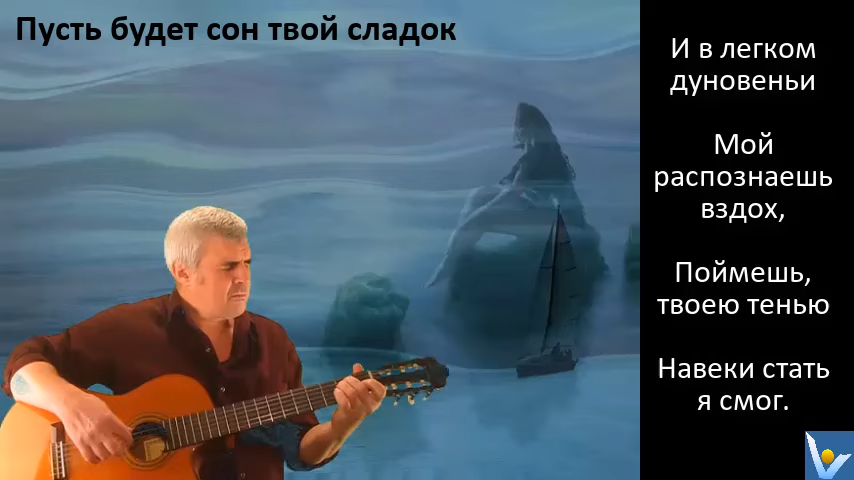 Пусть будет сон твой сладок
И в легком
дуновеньи
Мой
распознаешь
вздох,
Поймешь,
твоею тенью
Навеки стать
я смог.